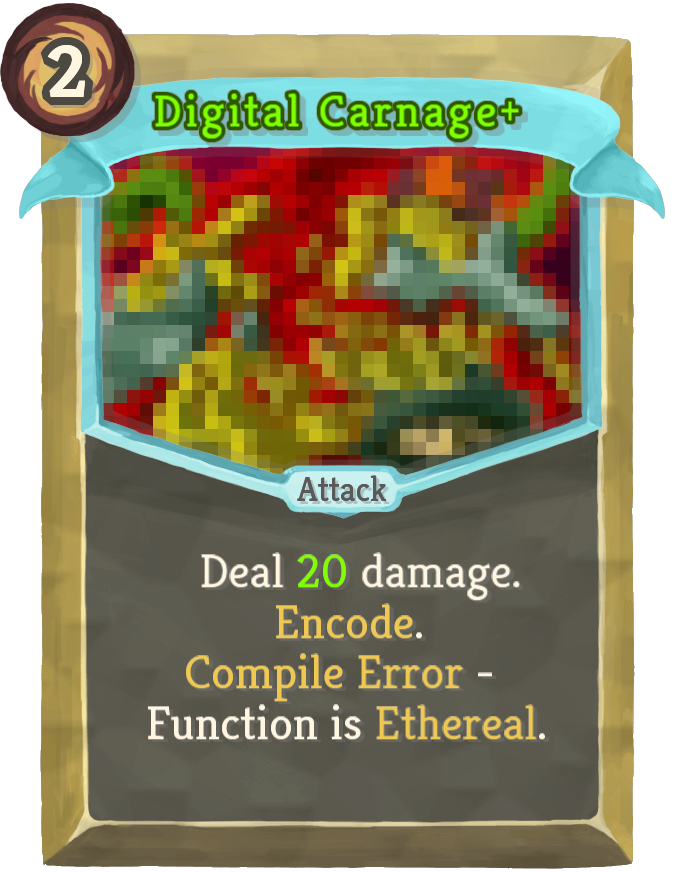 2
Digital Carnage+
Attack
Deal 20 damage.
Encode.
Compile Error -
Function is Ethereal.